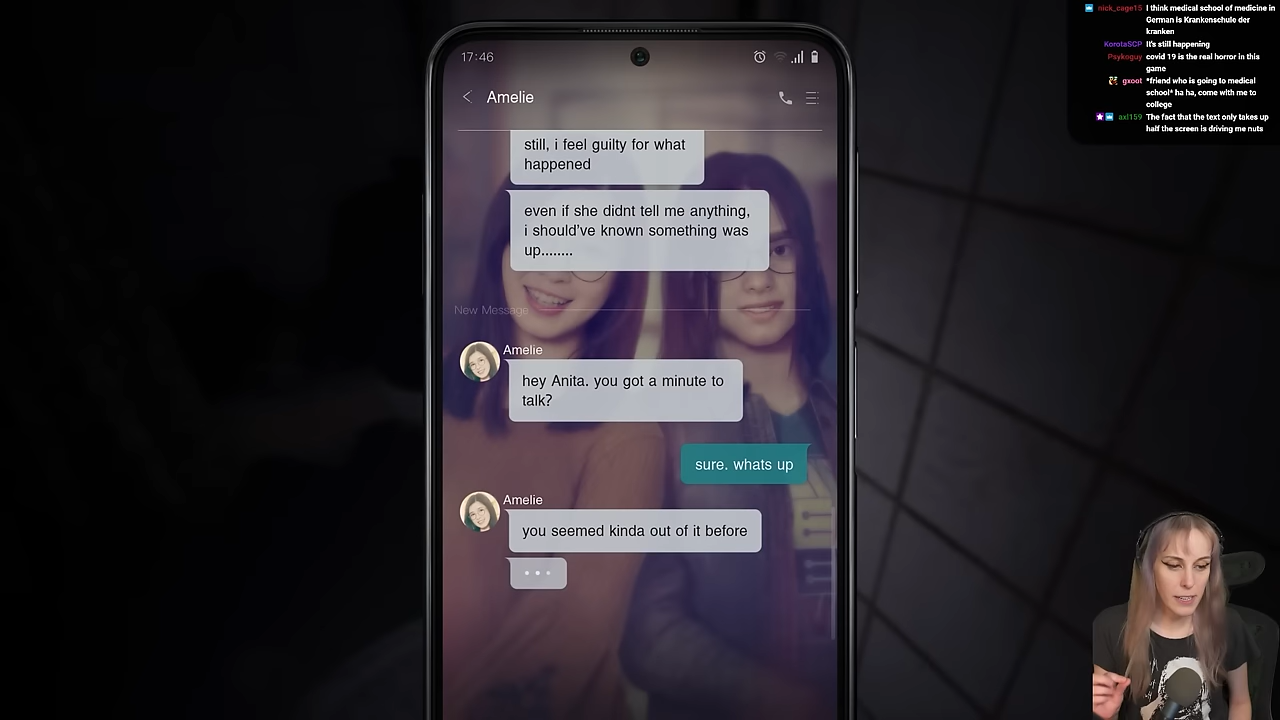 17:46
Amelie
still, i feel guilty for what
happened
even if she didnt tell me anything,
i should've known something was
up........
New Message
Amelie
hey Anita. you got a minute to
talk?
sure. whats up
Amelie
you seemed kinda out of it before
nick_cage15 I think medical school of medicine in
German is Krankenschule der
kranken
KorotaSCP It's still happening
Psykoguy covid 19 is the real horror in this
game
gxoot *friend who is going to medical
school* ha ha, come with me to
college
axl159 The fact that the text only takes up
half the screen is driving me nuts